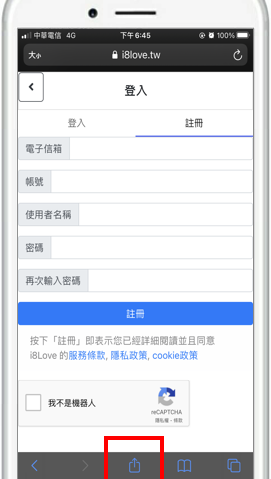 中華電信 4G 下午6:45 100%
大小 i8love.tw
登入
登入 註冊
電子信箱
帳號
使用者名稱
密碼
再次輸入密碼
註冊
按下「註冊」即表示您已經詳細閱讀並且同意
i8Love 的服務條款, 隱私政策, cookie政策
我不是機器人
reCAPTCHA
隱私權 - 條款